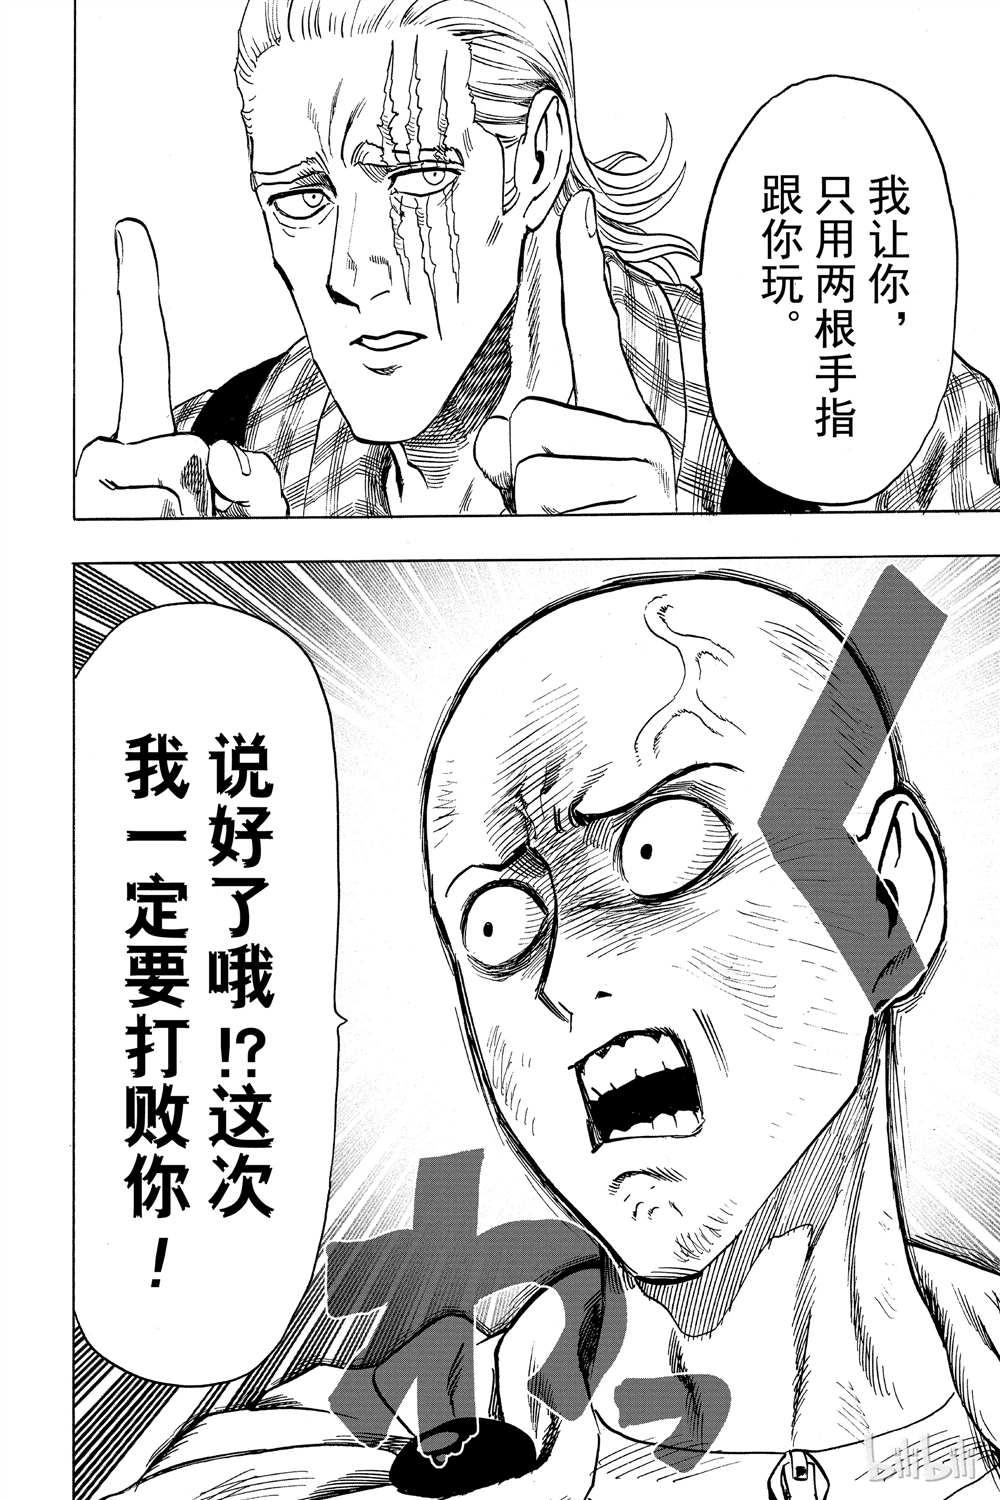 我让你，
只用两根手指
跟你玩。
说好了哦!?这次
我一定要打败你！
bilibili